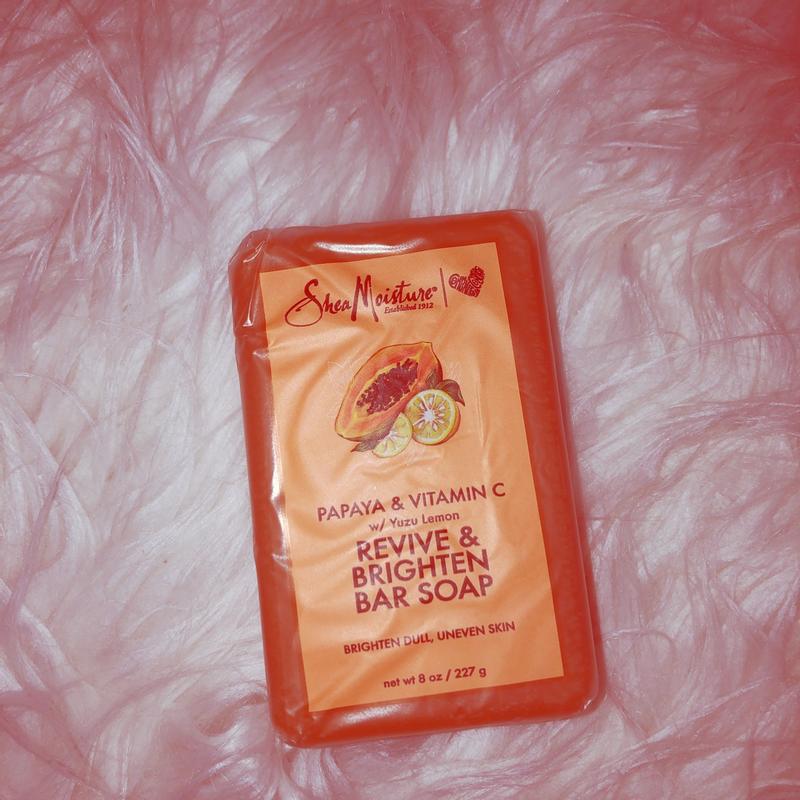 SheaMoisture®
Established 1912
PAPAYA & VITAMIN C
w/ Yuzu Lemon
REVIVE &
BRIGHTEN
BAR SOAP
BRIGHTEN DULL, UNEVEN SKIN
net wt 8 oz / 227 g